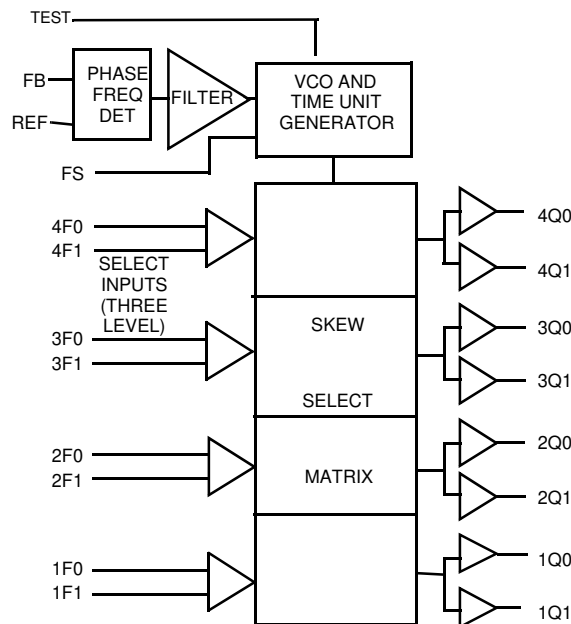 TEST
FB
REF
PHASE
FREQ
DET
FILTER
VCO AND
TIME UNIT
GENERATOR
FS
4F0
4F1
SELECT
INPUTS
(THREE
LEVEL)
3F0
3F1
2F0
2F1
1F0
1F1
SKEW
SELECT
MATRIX
4Q0
4Q1
3Q0
3Q1
2Q0
2Q1
1Q0
1Q1